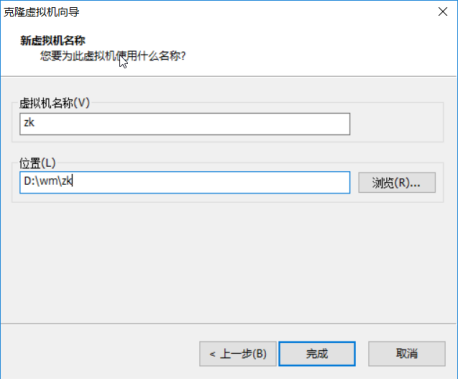 克隆虚拟机向导
新虚拟机名称
您要为此虚拟机使用什么名称?
虚拟机名称(V)
zk
位置(L)
D:\wm\zk
浏览(R)...
< 上一步(B)
完成
取消